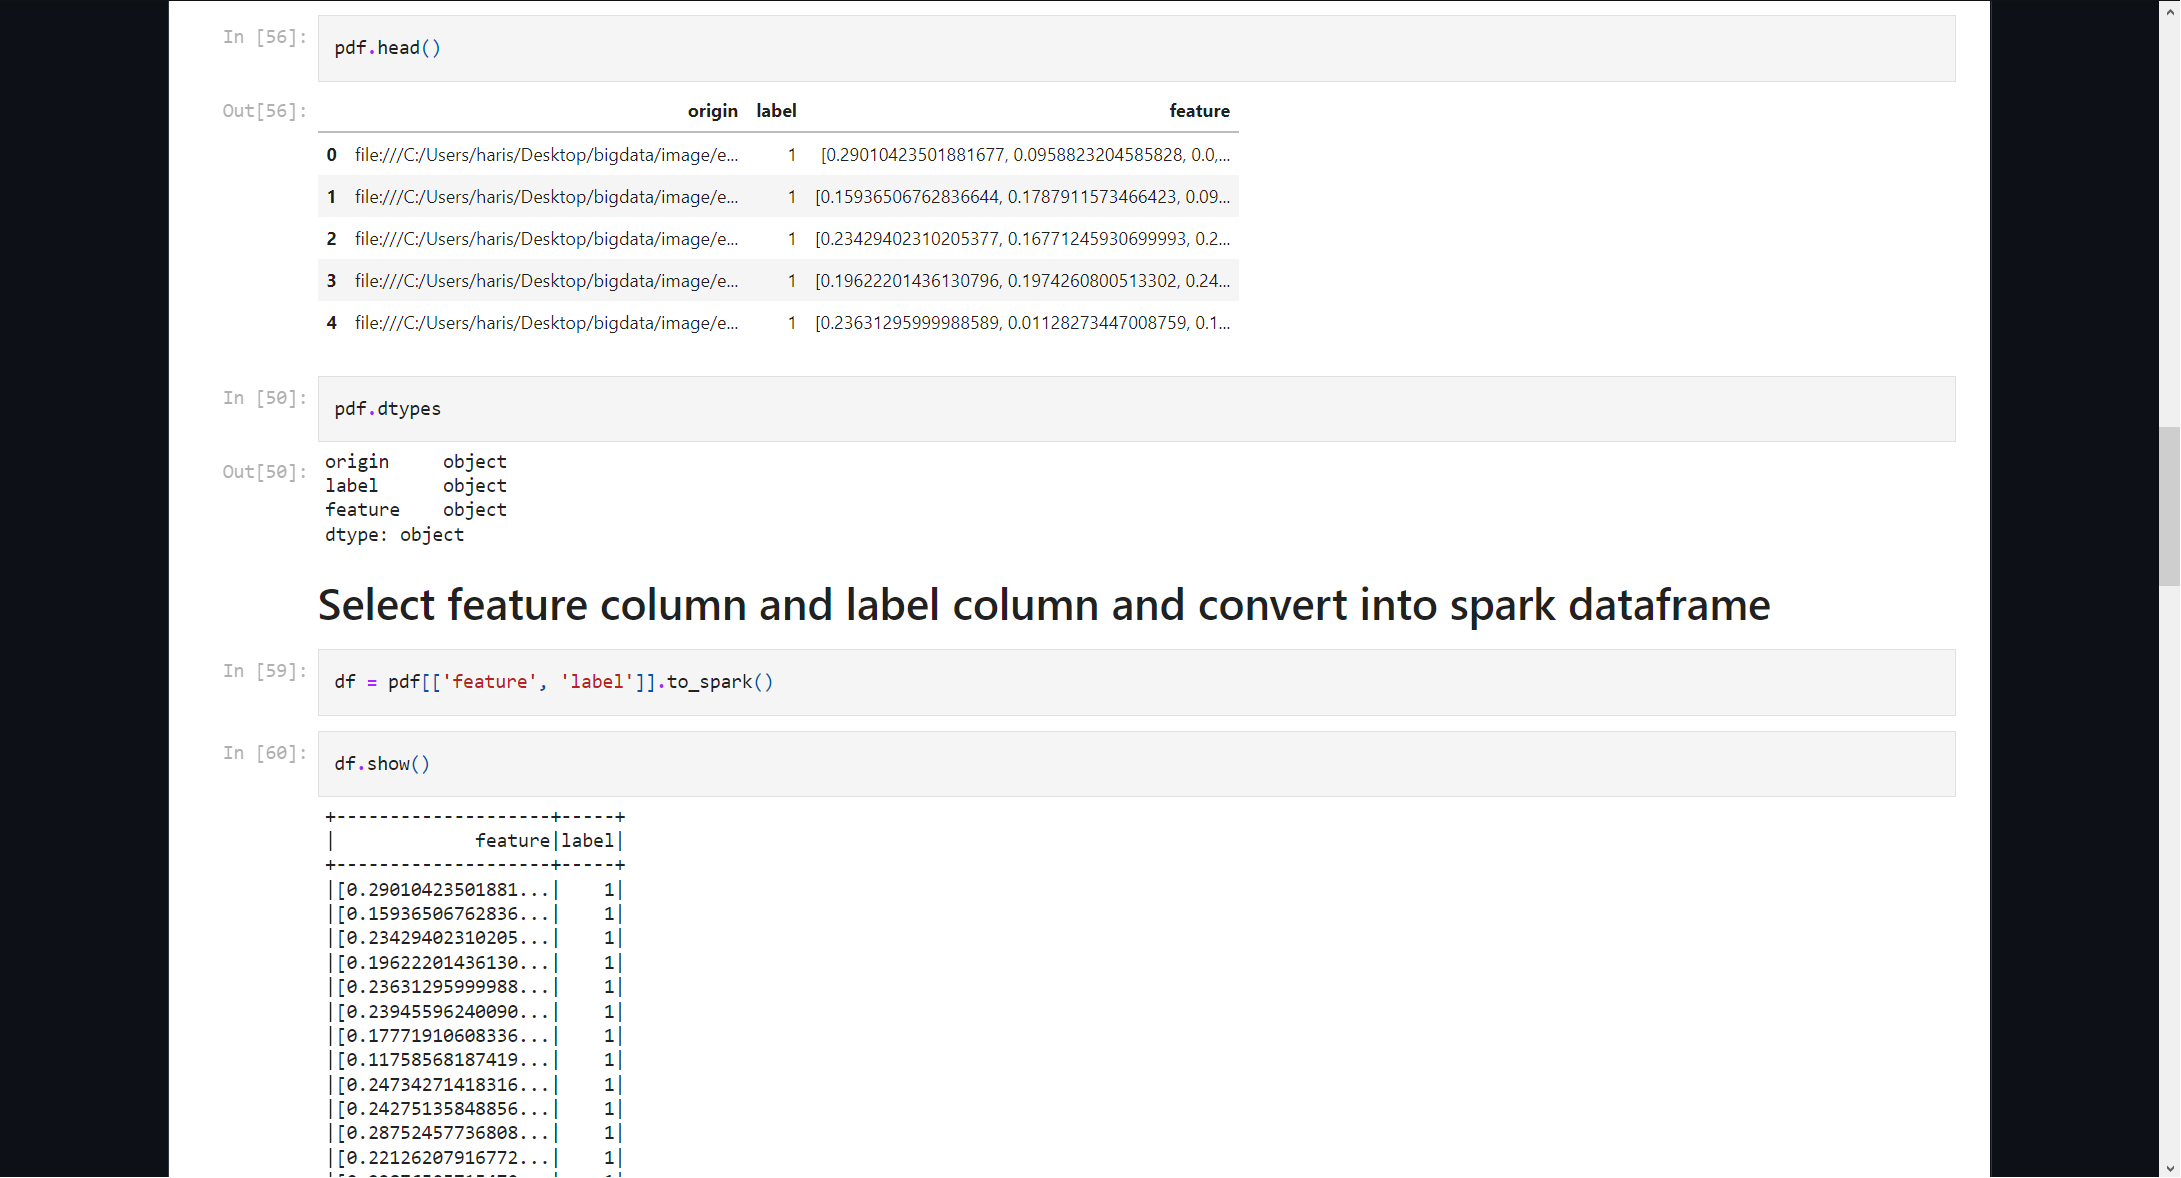 In [56]: pdf.head()
Out[56]:
origin label feature
0 file:///C:/Users/haris/Desktop/bigdata/image/e... 1 [0.29010423501881677, 0.0958823204585828, 0.0,...
1 file:///C:/Users/haris/Desktop/bigdata/image/e... 1 [0.15936506762836644, 0.1787911573466423, 0.09...
2 file:///C:/Users/haris/Desktop/bigdata/image/e... 1 [0.23429402310205377, 0.16771245930699993, 0.2...
3 file:///C:/Users/haris/Desktop/bigdata/image/e... 1 [0.19622201436130796, 0.1974260800513302, 0.24...
4 file:///C:/Users/haris/Desktop/bigdata/image/e... 1 [0.23631295999988589, 0.01128273447008759, 0.1...
In [50]: pdf.dtypes
Out[50]:
origin     object
label      object
feature    object
dtype: object
Select feature column and label column and convert into spark dataframe
In [59]: df = pdf[['feature', 'label']].to_spark()
In [60]: df.show()
+--------------------+-----+
|             feature|label|
+--------------------+-----+
|[0.29010423501881...|    1|
|[0.15936506762836...|    1|
|[0.23429402310205...|    1|
|[0.19622201436130...|    1|
|[0.23631295999988...|    1|
|[0.23945596240090...|    1|
|[0.17771910608336...|    1|
|[0.11758568187419...|    1|
|[0.24734271418316...|    1|
|[0.24275135848856...|    1|
|[0.28752457736808...|    1|
|[0.22126207916772...|    1|